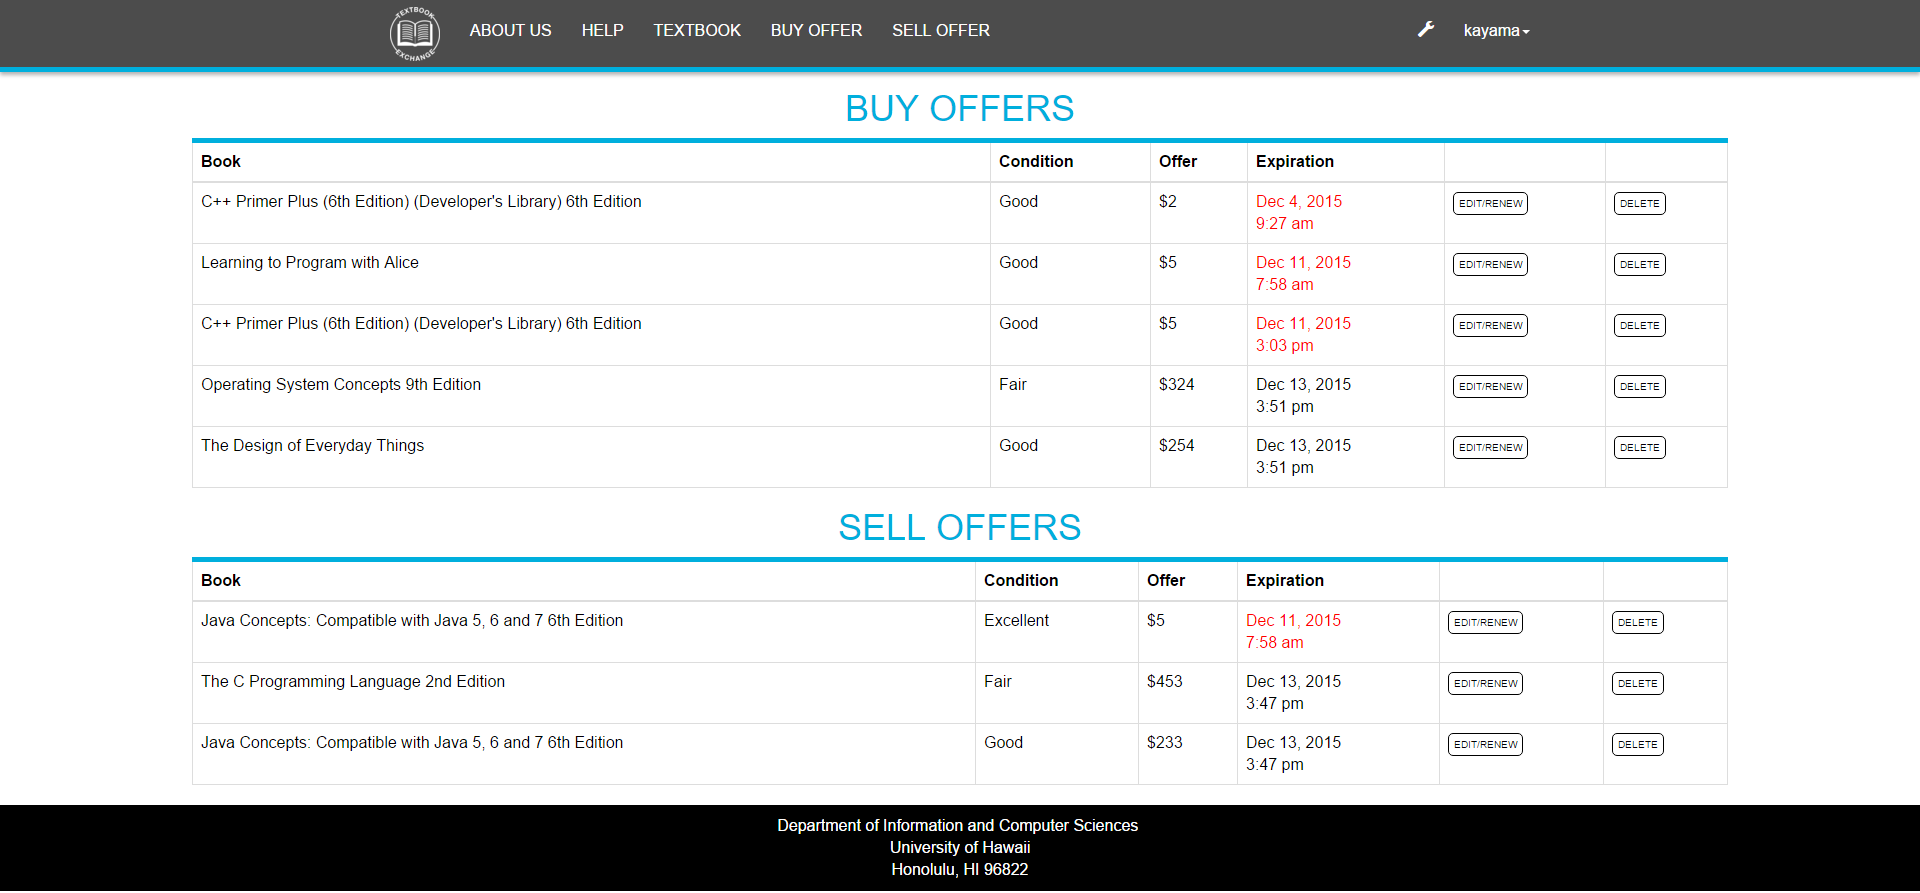 TEXTBOOK
EXCHANGE
ABOUT US HELP TEXTBOOK BUY OFFER SELL OFFER kayama
BUY OFFERS
Book Condition Offer Expiration
C++ Primer Plus (6th Edition) (Developer's Library) 6th Edition Good $2 Dec 4, 2015 EDIT/RENEW DELETE
9:27 am
Learning to Program with Alice Good $5 Dec 11, 2015 EDIT/RENEW DELETE
7:58 am
C++ Primer Plus (6th Edition) (Developer's Library) 6th Edition Good $5 Dec 11, 2015 EDIT/RENEW DELETE
3:03 pm
Operating System Concepts 9th Edition Fair $324 Dec 13, 2015 EDIT/RENEW DELETE
3:51 pm
The Design of Everyday Things Good $254 Dec 13, 2015 EDIT/RENEW DELETE
3:51 pm
SELL OFFERS
Book Condition Offer Expiration
Java Concepts: Compatible with Java 5, 6 and 7 6th Edition Excellent $5 Dec 11, 2015 EDIT/RENEW DELETE
7:58 am
The C Programming Language 2nd Edition Fair $453 Dec 13, 2015 EDIT/RENEW DELETE
3:47 pm
Java Concepts: Compatible with Java 5, 6 and 7 6th Edition Good $233 Dec 13, 2015 EDIT/RENEW DELETE
3:47 pm
Department of Information and Computer Sciences
University of Hawaii
Honolulu, HI 96822